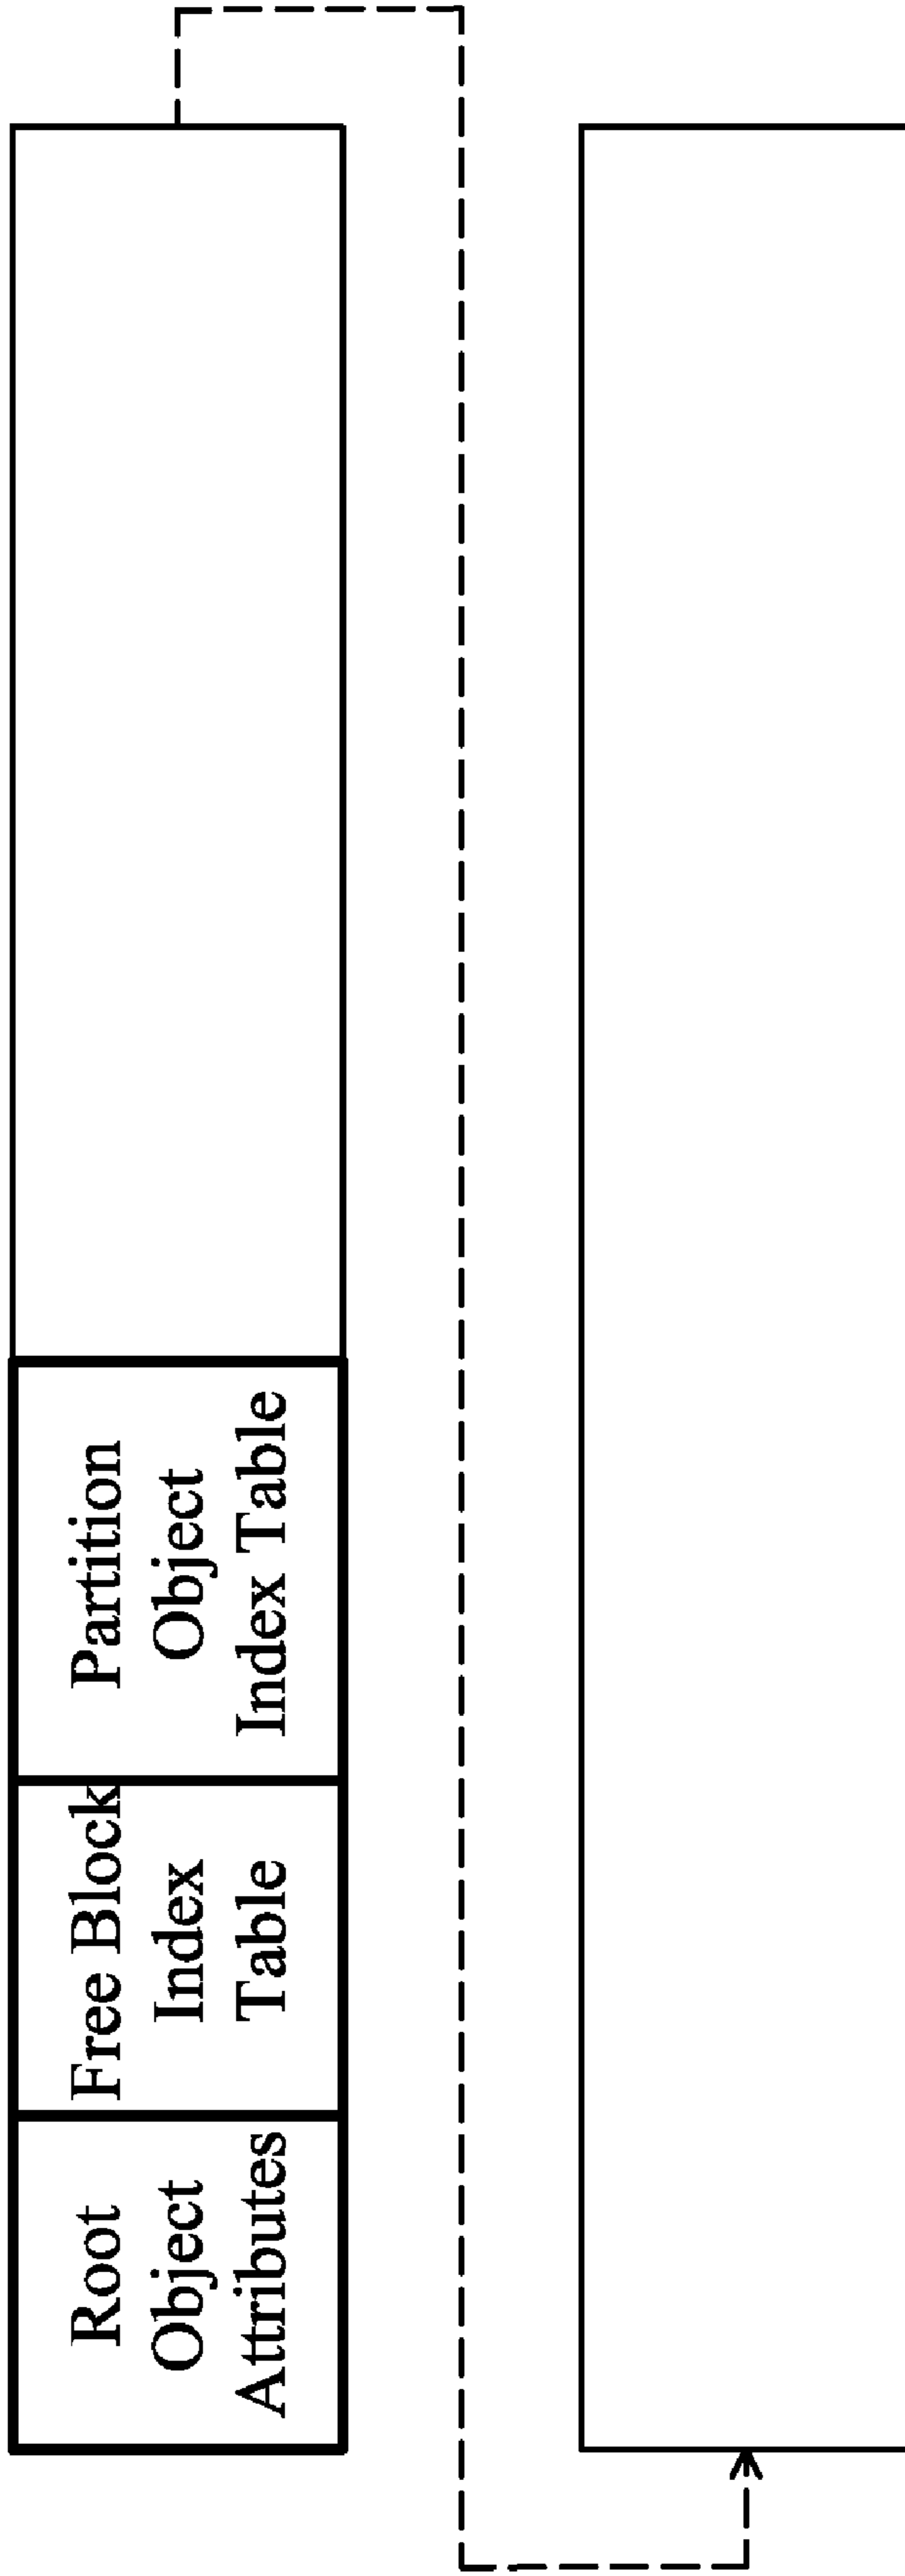 Root
Object
Attributes
Free Block
Index
Table
Partition
Object
Index Table